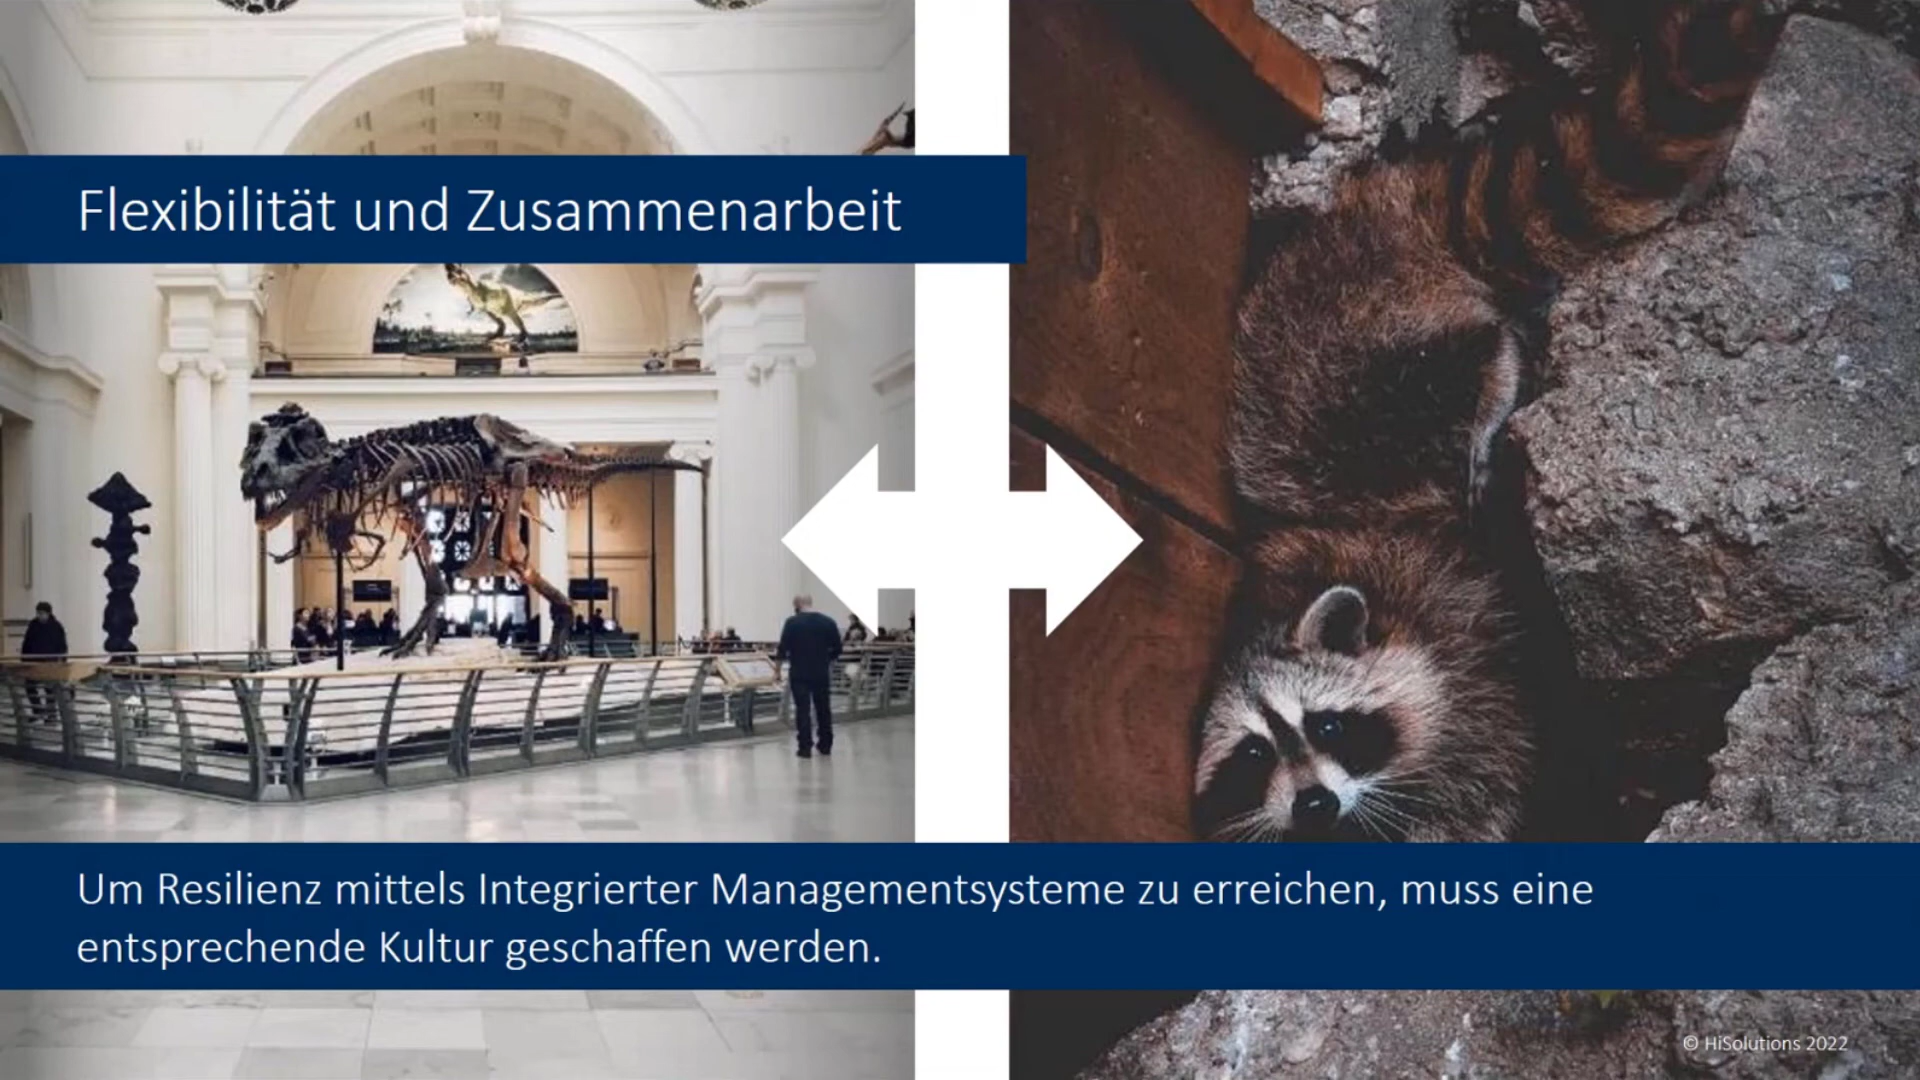 Flexibilität und Zusammenarbeit
Um Resilienz mittels Integrierter Managementsysteme zu erreichen, muss eine
entsprechende Kultur geschaffen werden.
© HiSolutions 2022